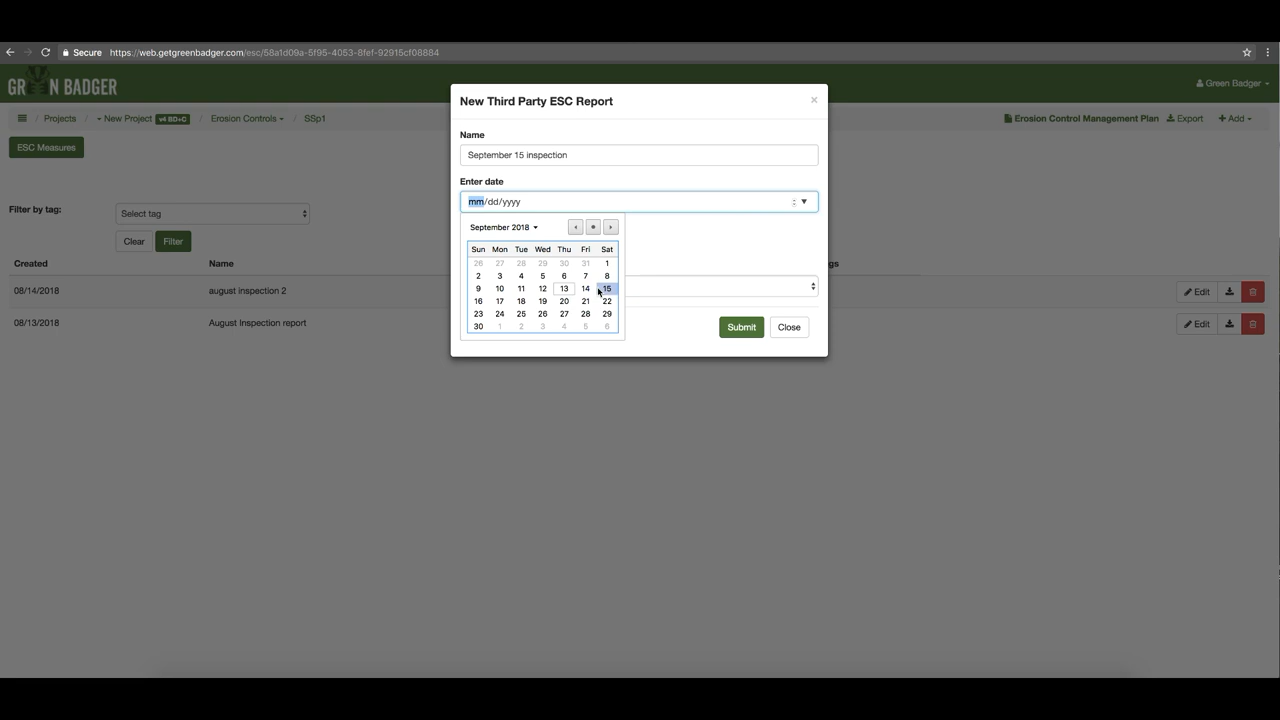 Secure https://web.getgreenbadger.com/esc/58a1d09a-5f95-4053-8fef-92915cf08884
GREEN BADGER
Green Badger
Projects / New Project v4 BD+C / Erosion Controls / SSp1
Erosion Control Management Plan Export + Add
ESC Measures
Filter by tag: Select tag
Clear Filter
Created Name gs
08/14/2018 august inspection 2 Edit
08/13/2018 August Inspection report Edit
New Third Party ESC Report ×
Name
September 15 inspection
Enter date
mm/dd/yyyy
September 2018
Sun Mon Tue Wed Thu Fri Sat
26 27 28 29 30 31 1
2 3 4 5 6 7 8
9 10 11 12 13 14 15
16 17 18 19 20 21 22
23 24 25 26 27 28 29
30 1 2 3 4 5 6
Submit Close